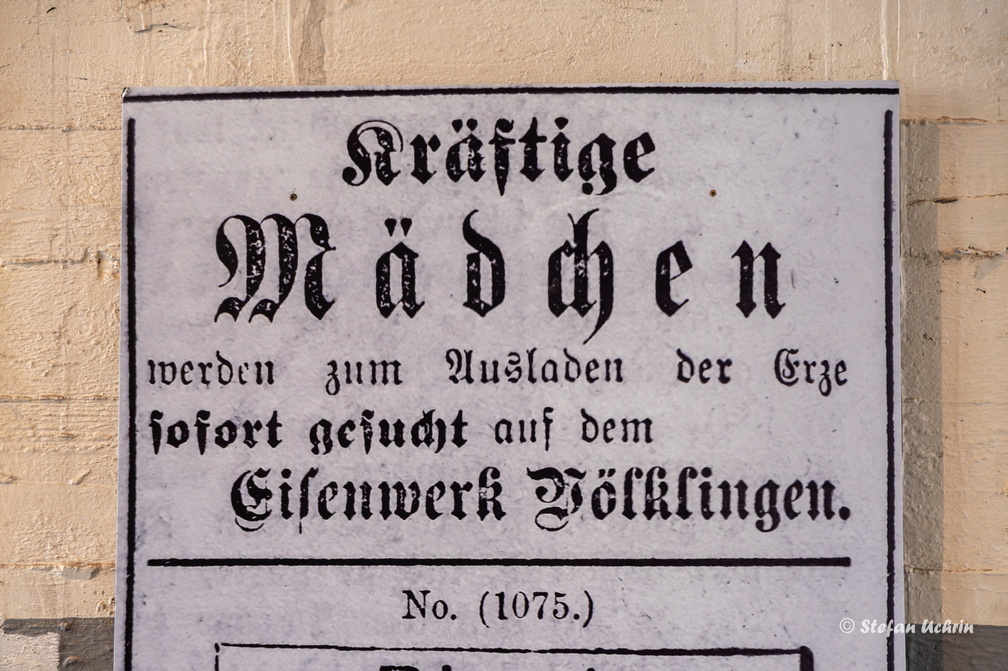 Kräftige
Mädchen
werden zum Ausladen der Erze
sofort gesucht auf dem
Eisenwerk Völklingen.
No. (1075.)
© Stefan Uchrin